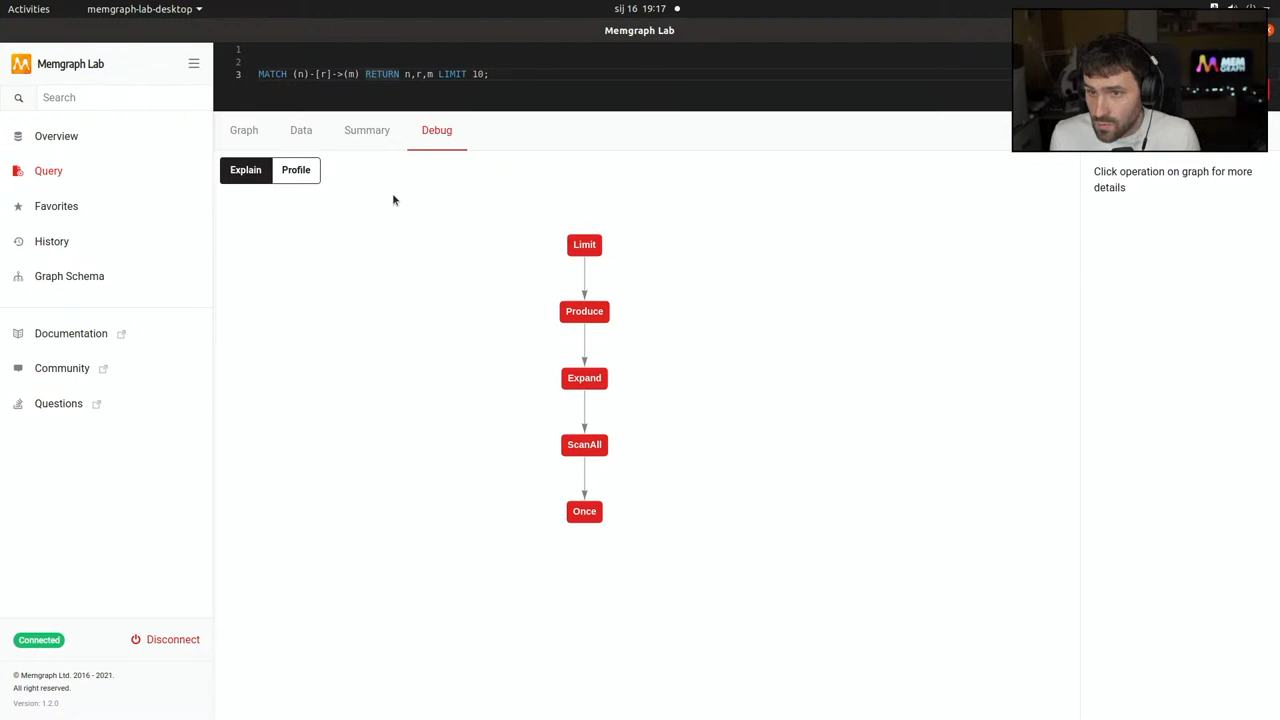 Activities
memgraph-lab-desktop
sij 16 19:17
Memgraph Lab
Memgraph Lab
1
2
3 MATCH (n)-[r]->(m) RETURN n,r,m LIMIT 10;
MEM
GRAPH
Search
Overview
Query
Favorites
History
Graph Schema
Documentation
Community
Questions
Graph
Data
Summary
Debug
Explain
Profile
Limit
Produce
Expand
ScanAll
Once
Click operation on graph for more
details
Connected
Disconnect
© Memgraph Ltd. 2016 - 2021.
All right reserved.
Version: 1.2.0